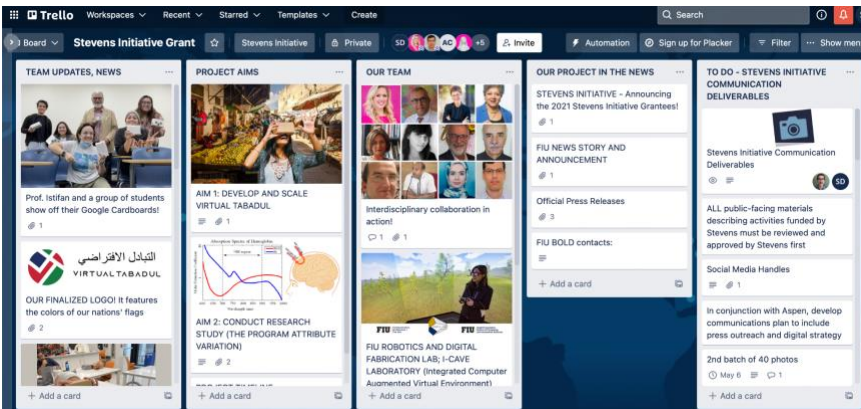 Trello
Workspaces
Recent
Starred
Templates
Create
Search
Board
Stevens Initiative Grant
Stevens Initiative
Private
SD
AC
+5
Invite
Automation
Sign up for Placker
Filter
Show men
TEAM UPDATES, NEWS
Prof. Istifan and a group of students
show off their Google Cardboards!
1
التبادل الافتراضي
VIRTUALTABADUL
OUR FINALIZED LOGO! It features
the colors of our nations' flags
2
+ Add a card
PROJECT AIMS
AIM 1: DEVELOP AND SCALE
VIRTUAL TABADUL
1
AIM 2: CONDUCT RESEARCH
STUDY (THE PROGRAM ATTRIBUTE
VARIATION)
2
PROJECT TIMELINE
+ Add a card
OUR TEAM
Interdisciplinary collaboration in
action!
1 1
FIU
FIU ROBOTICS AND DIGITAL
FABRICATION LAB; I-CAVE
LABORATORY (Integrated Computer
Augmented Virtual Environment)
+ Add a card
OUR PROJECT IN THE NEWS
STEVENS INITIATIVE - Announcing
the 2021 Stevens Initiative Grantees!
1
FIU NEWS STORY AND
ANNOUNCEMENT
1
Official Press Releases
3
FIU BOLD contacts:
+ Add a card
TO DO - STEVENS INITIATIVE
COMMUNICATION
DELIVERABLES
Stevens Initiative Communication
Deliverables
SD
ALL public-facing materials
describing activities funded by
Stevens must be reviewed and
approved by Stevens first
Social Media Handles
1
In conjunction with Aspen, develop
communications plan to include
press outreach and digital strategy
2nd batch of 40 photos
May 6 1
+ Add a card